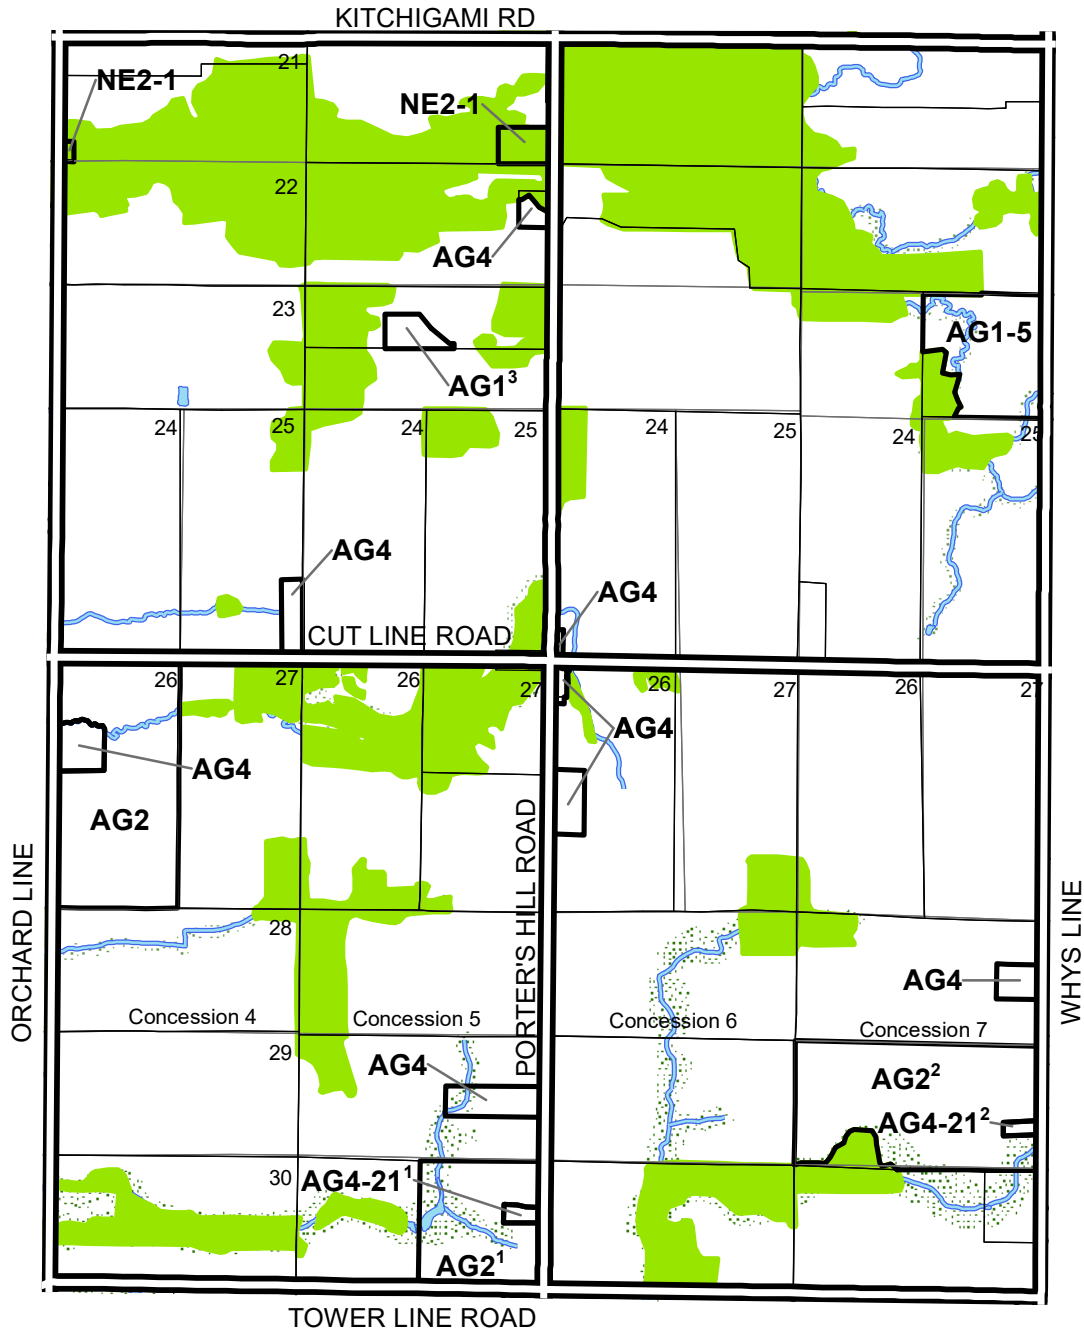 KITCHIGAMI RD
21
NE2-1
NE2-1
22
AG4
23
AG1-5
AG1³
24
25
24
25
24
25
24
25
AG4
AG4
CUT LINE ROAD
26
27
26
27
26
27
26
27
AG4
AG4
AG2
ORCHARD LINE
PORTER'S HILL ROAD
WHYS LINE
28
AG4
Concession 4
Concession 5
Concession 6
Concession 7
29
AG4
AG2²
AG4-21²
30
AG4-21¹
AG2¹
TOWER LINE ROAD